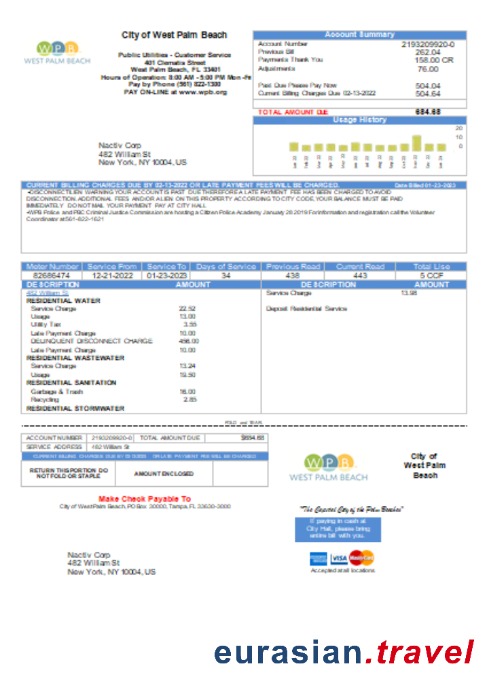 City of West Palm Beach
WPB
WEST PALM BEACH
Public Utilities - Customer Service
401 Clematis Street
West Palm Beach, FL 33401
Hours of Operation: 8:00 AM - 5:00 PM Mon -Fri
Pay by Phone (561) 822-1300
PAY ON-LINE at www.wpb.org
Account Summary
Account Number 2193209920-0
Previous Bill 262.04
Payments Thank You 158.00 CR
Adjustments 76.00
Past Due Please Pay Now 504.04
Current Billing Charges Due 02-13-2022 504.64
TOTAL AMOUNT DUE 684.68
Usage History
20
10
0
Nactiv Corp
482 William St
New York, NY 10004, US
CURRENT BILLING CHARGES DUE BY 02-13-2022 OR LATE PAYMENT FEES WILL BE CHARGED. Date Billed 01-23-2023
DISCONNECT/LIEN WARNING YOUR ACCOUNT IS PAST DUE THEREFORE A LATE PAYMENT FEE HAS BEEN CHARGED TO AVOID
DISCONNECTION. ADDITIONAL FEES AND/OR A LIEN ON THIS PROPERTY ACCORDING TO CITY CODE, YOUR BALANCE MUST BE PAID
IMMEDIATELY DO NOT MAIL YOUR PAYMENT PAY AT CITY HALL
•WPB Police and PBC Criminal Justice Commission are hosting a Citizen Police Academy January 28 2019 For information and registration call the Volunteer
Coordinator at 561-822-1621
Meter Number Service From Service To Days of Service Previous Read Current Read Total Use
82686474 12-21-2022 01-23-2023 34 438 443 5 CCF
DESCRIPTION AMOUNT DESCRIPTION AMOUNT
482 William St Service Charge 13.98
RESIDENTIAL WATER
Service Charge 22.52 Deposit Residential Service
Usage 13.00
Utility Tax 3.55
Late Payment Charge 10.00
DELINQUENT DISCONNECT CHARGE 496.00
Late Payment Charge 10.00
RESIDENTIAL WASTEWATER
Service Charge 13.24
Usage 19.50
RESIDENTIAL SANITATION
Garbage & Trash 16.00
Recycling 2.85
RESIDENTIAL STORMWATER
FOLD and TEAR
ACCOUNT NUMBER 2193209920-0 TOTAL AMOUNT DUE $684.68
SERVICE ADDRESS 482 William St
RETURN THIS PORTION DO
NOT FOLD OR STAPLE
AMOUNT ENCLOSED
WPB
WEST PALM BEACH
City of
West Palm
Beach
Make Check Payable To
City of West Palm Beach, PO Box 30000, Tampa, FL 33630-3000
"The Capital City of the Palm Beaches"
If paying in cash at
City Hall, please bring
entire bill with you.
VISA
MasterCard
Accepted at all locations
Nactiv Corp
482 William St
New York, NY 10004, US
eurasian.travel